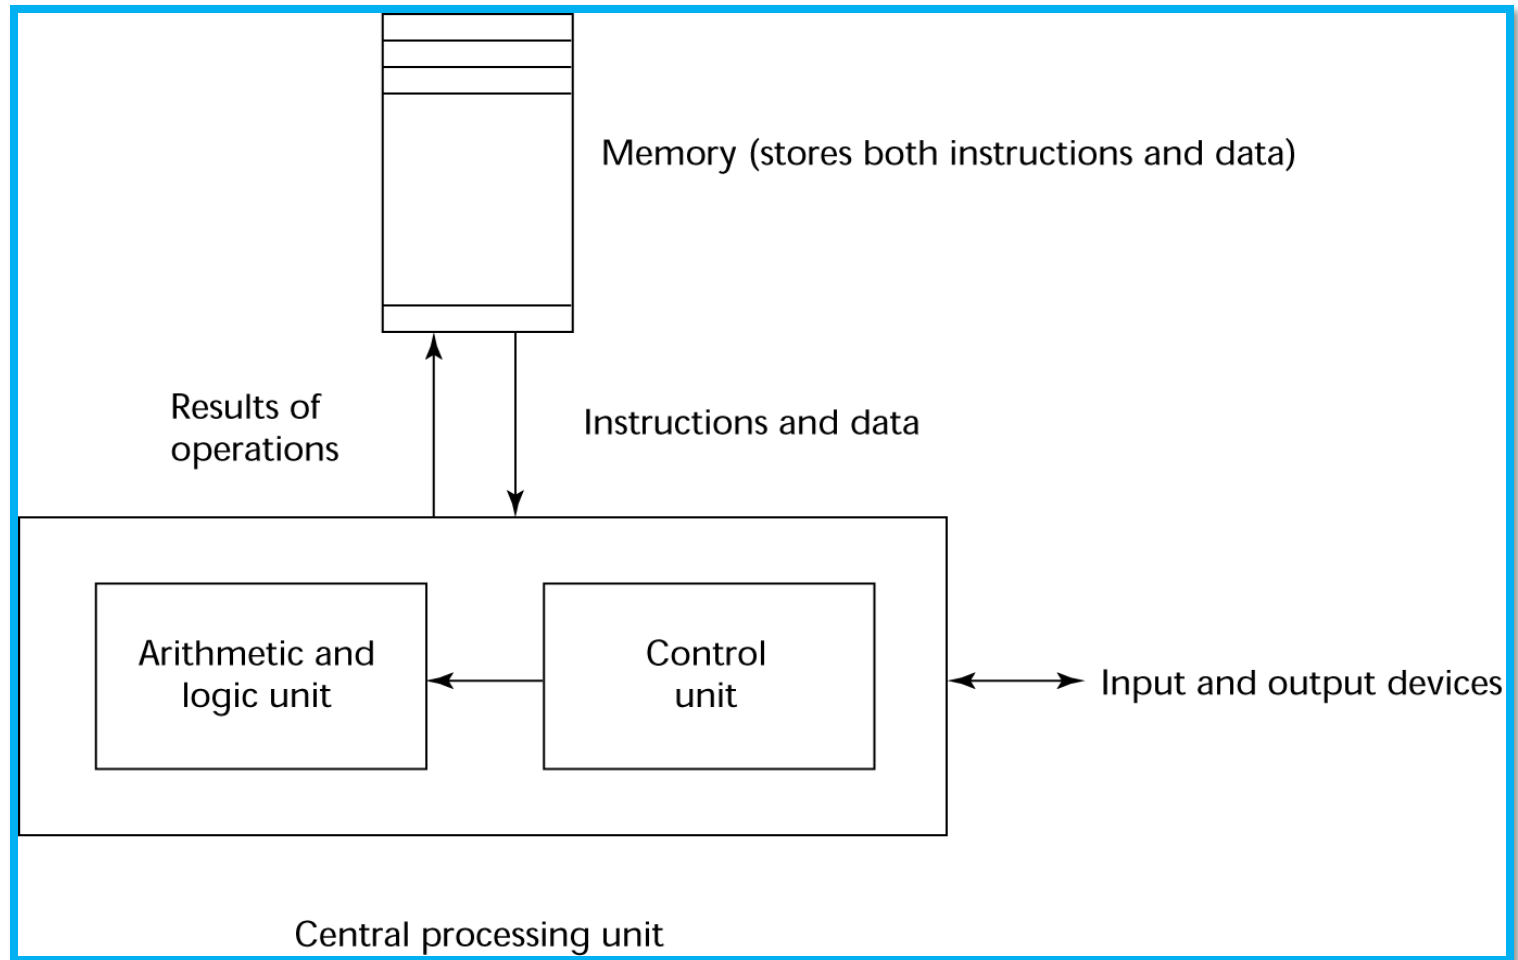 Memory (stores both instructions and data)
Results of
operations
Instructions and data
Arithmetic and
logic unit
Control
unit
Input and output devices
Central processing unit